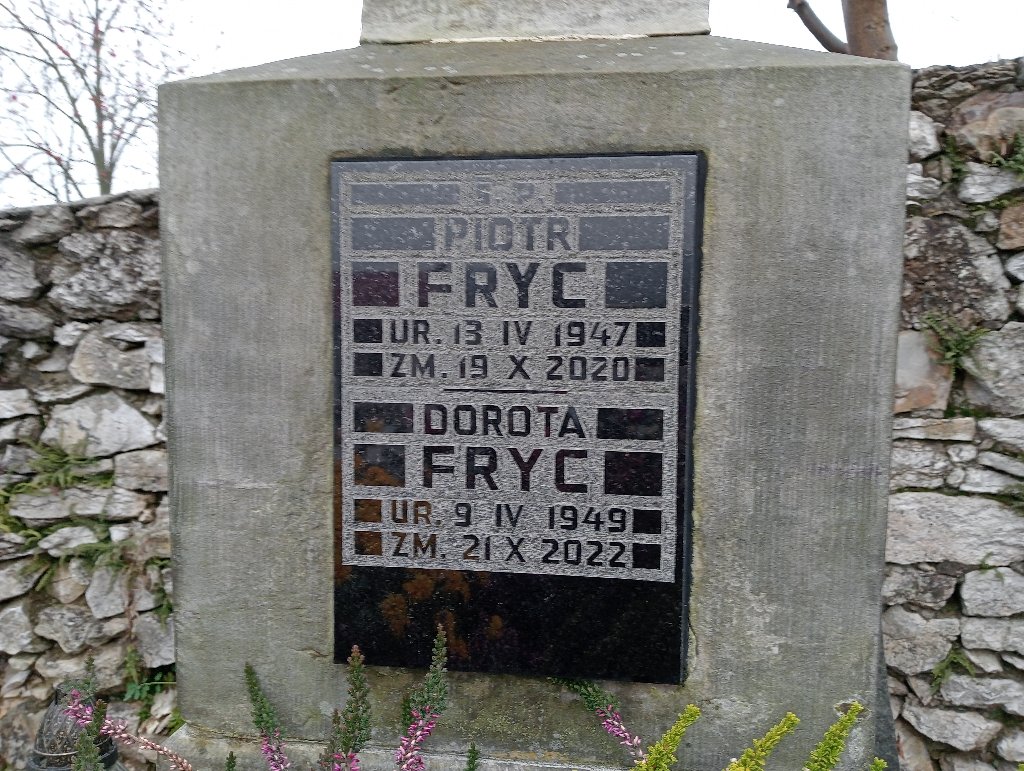 Ś.P.
PIOTR
FRYC
UR. 13 IV 1947
ZM. 19 X 2020
DOROTA
FRYC
UR. 9 IV 1949
ZM. 21 X 2022